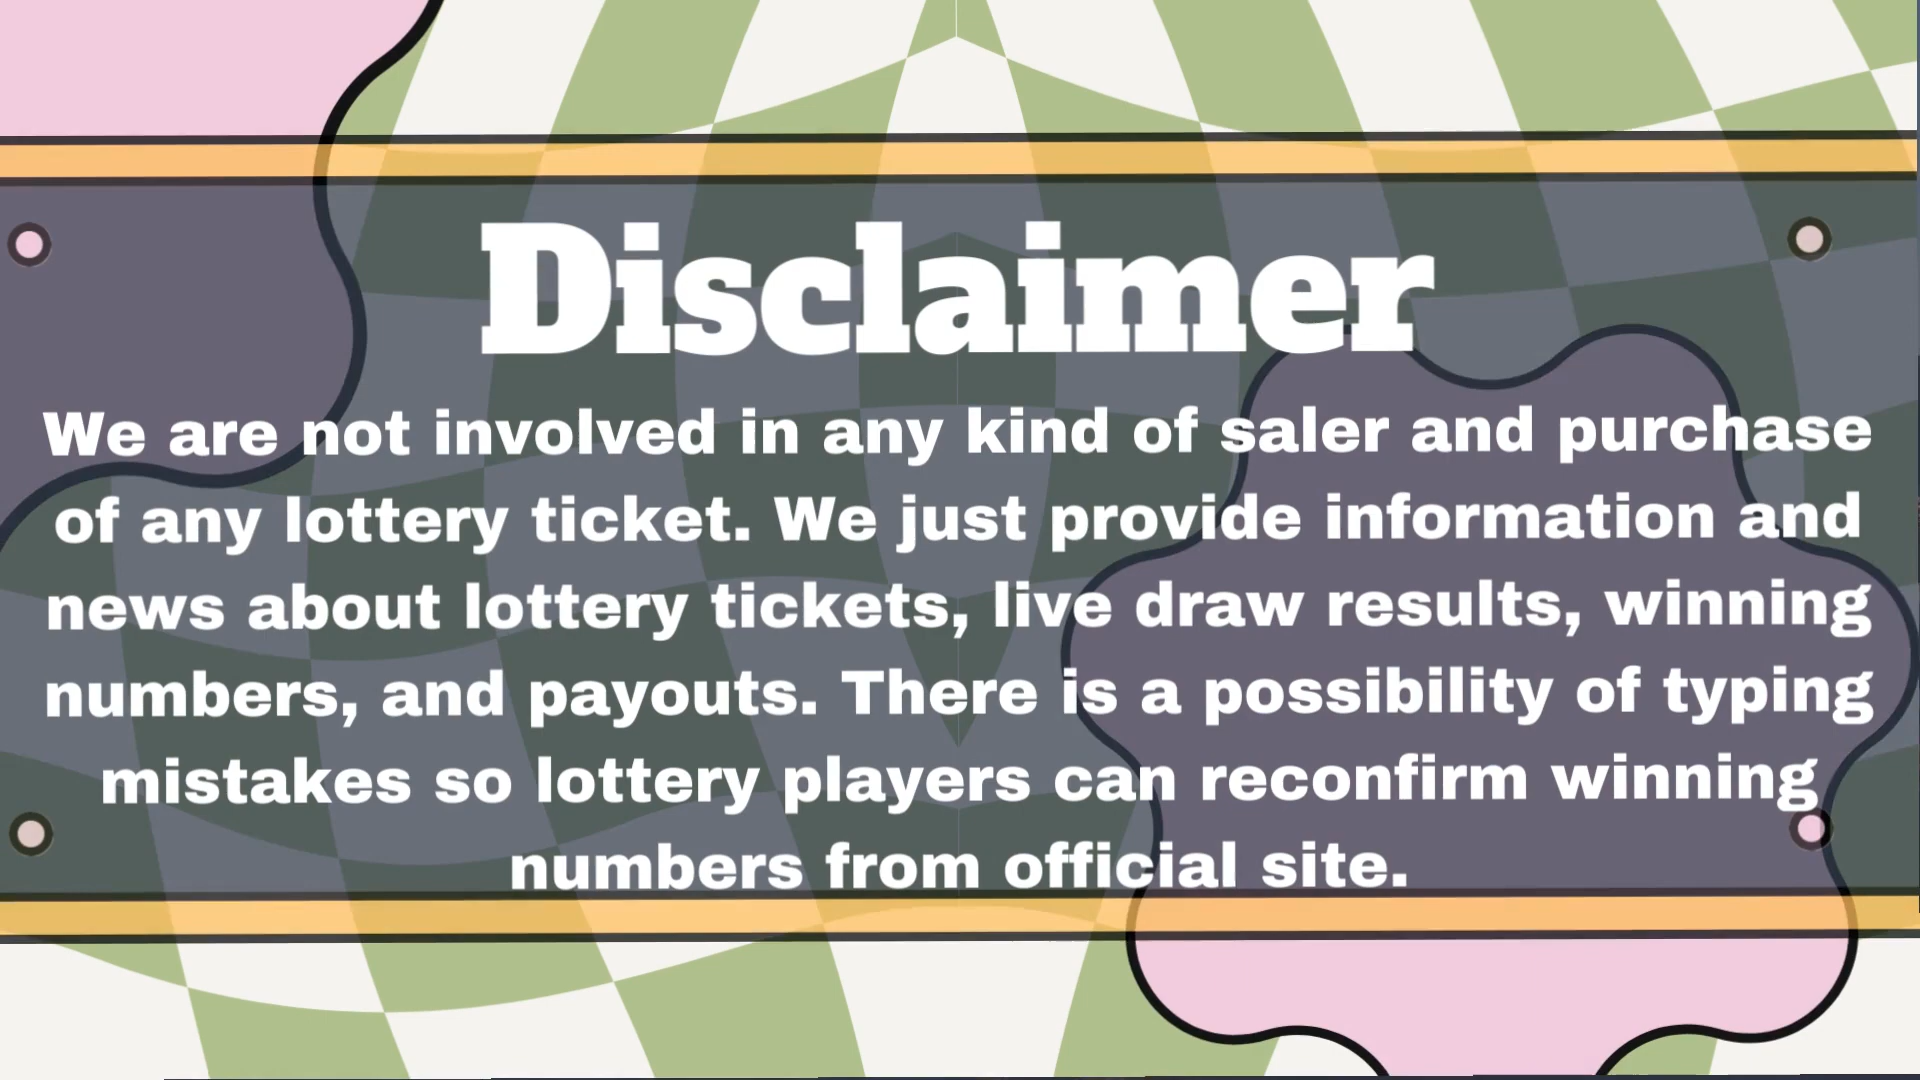 Disclaimer
We are not involved in any kind of saler and purchase
of any lottery ticket. We just provide information and
news about lottery tickets, live draw results, winning
numbers, and payouts. There is a possibility of typing
mistakes so lottery players can reconfirm winning
numbers from official site.